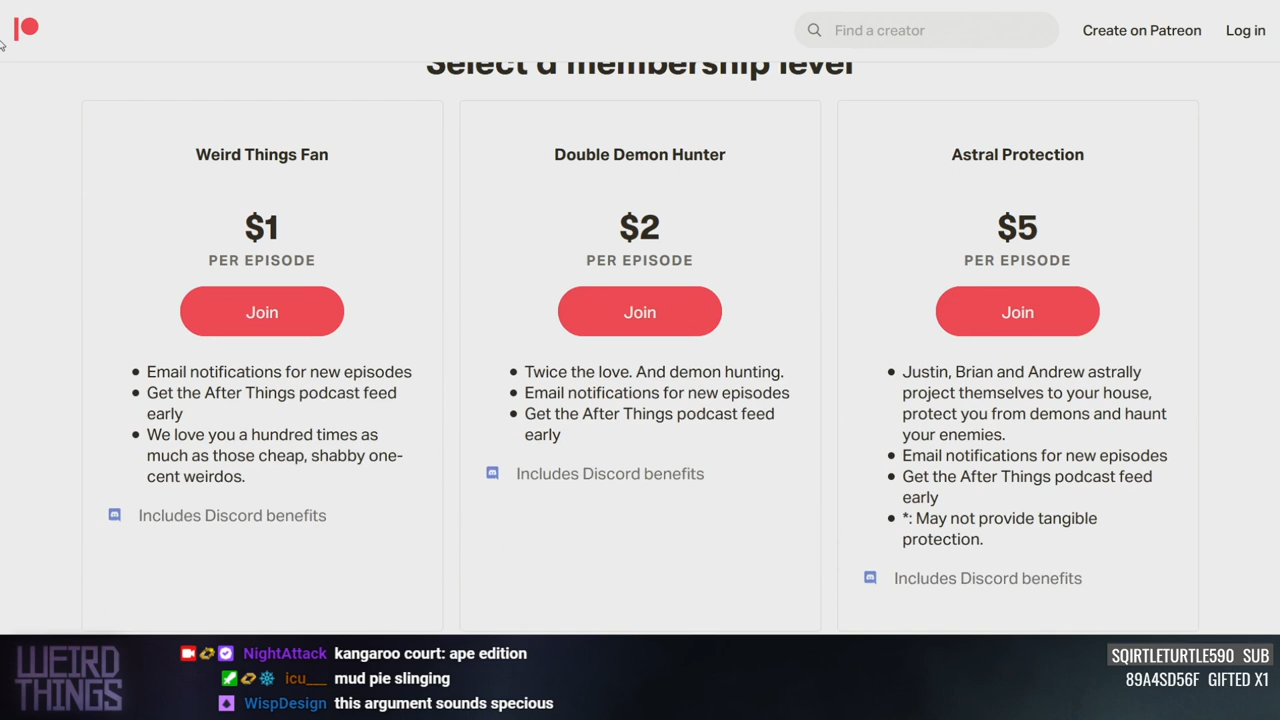 Find a creator
Create on Patreon
Log in
Select a membership level
Weird Things Fan
$1
PER EPISODE
Join
Email notifications for new episodes
Get the After Things podcast feed
early
We love you a hundred times as
much as those cheap, shabby one-
cent weirdos.
Includes Discord benefits
Double Demon Hunter
$2
PER EPISODE
Join
Twice the love. And demon hunting.
Email notifications for new episodes
Get the After Things podcast feed
early
Includes Discord benefits
Astral Protection
$5
PER EPISODE
Join
Justin, Brian and Andrew astrally
project themselves to your house,
protect you from demons and haunt
your enemies.
Email notifications for new episodes
Get the After Things podcast feed
early
*: May not provide tangible
protection.
Includes Discord benefits
WEIRD
THINGS
NightAttack kangaroo court: ape edition
icu___ mud pie slinging
WispDesign this argument sounds specious
SQIRTLETURTLE590 SUB
89A4SD56F GIFTED X1